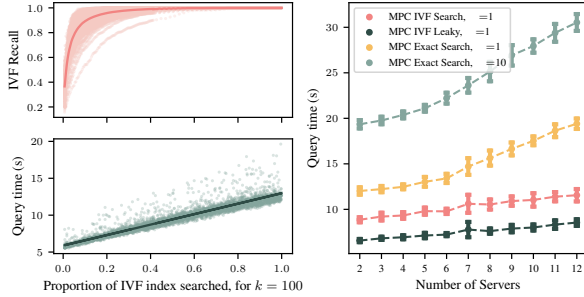 IVF Recall
1.0
0.8
0.6
0.4
0.2
Query time (s)
20
15
10
5
0.0 0.2 0.4 0.6 0.8 1.0
Proportion of IVF index searched, for k = 100
MPC IVF Search, =1
MPC IVF Leaky, =1
MPC Exact Search, =1
MPC Exact Search, =10
Query time (s)
30
25
20
15
10
2 3 4 5 6 7 8 9 10 11 12
Number of Servers